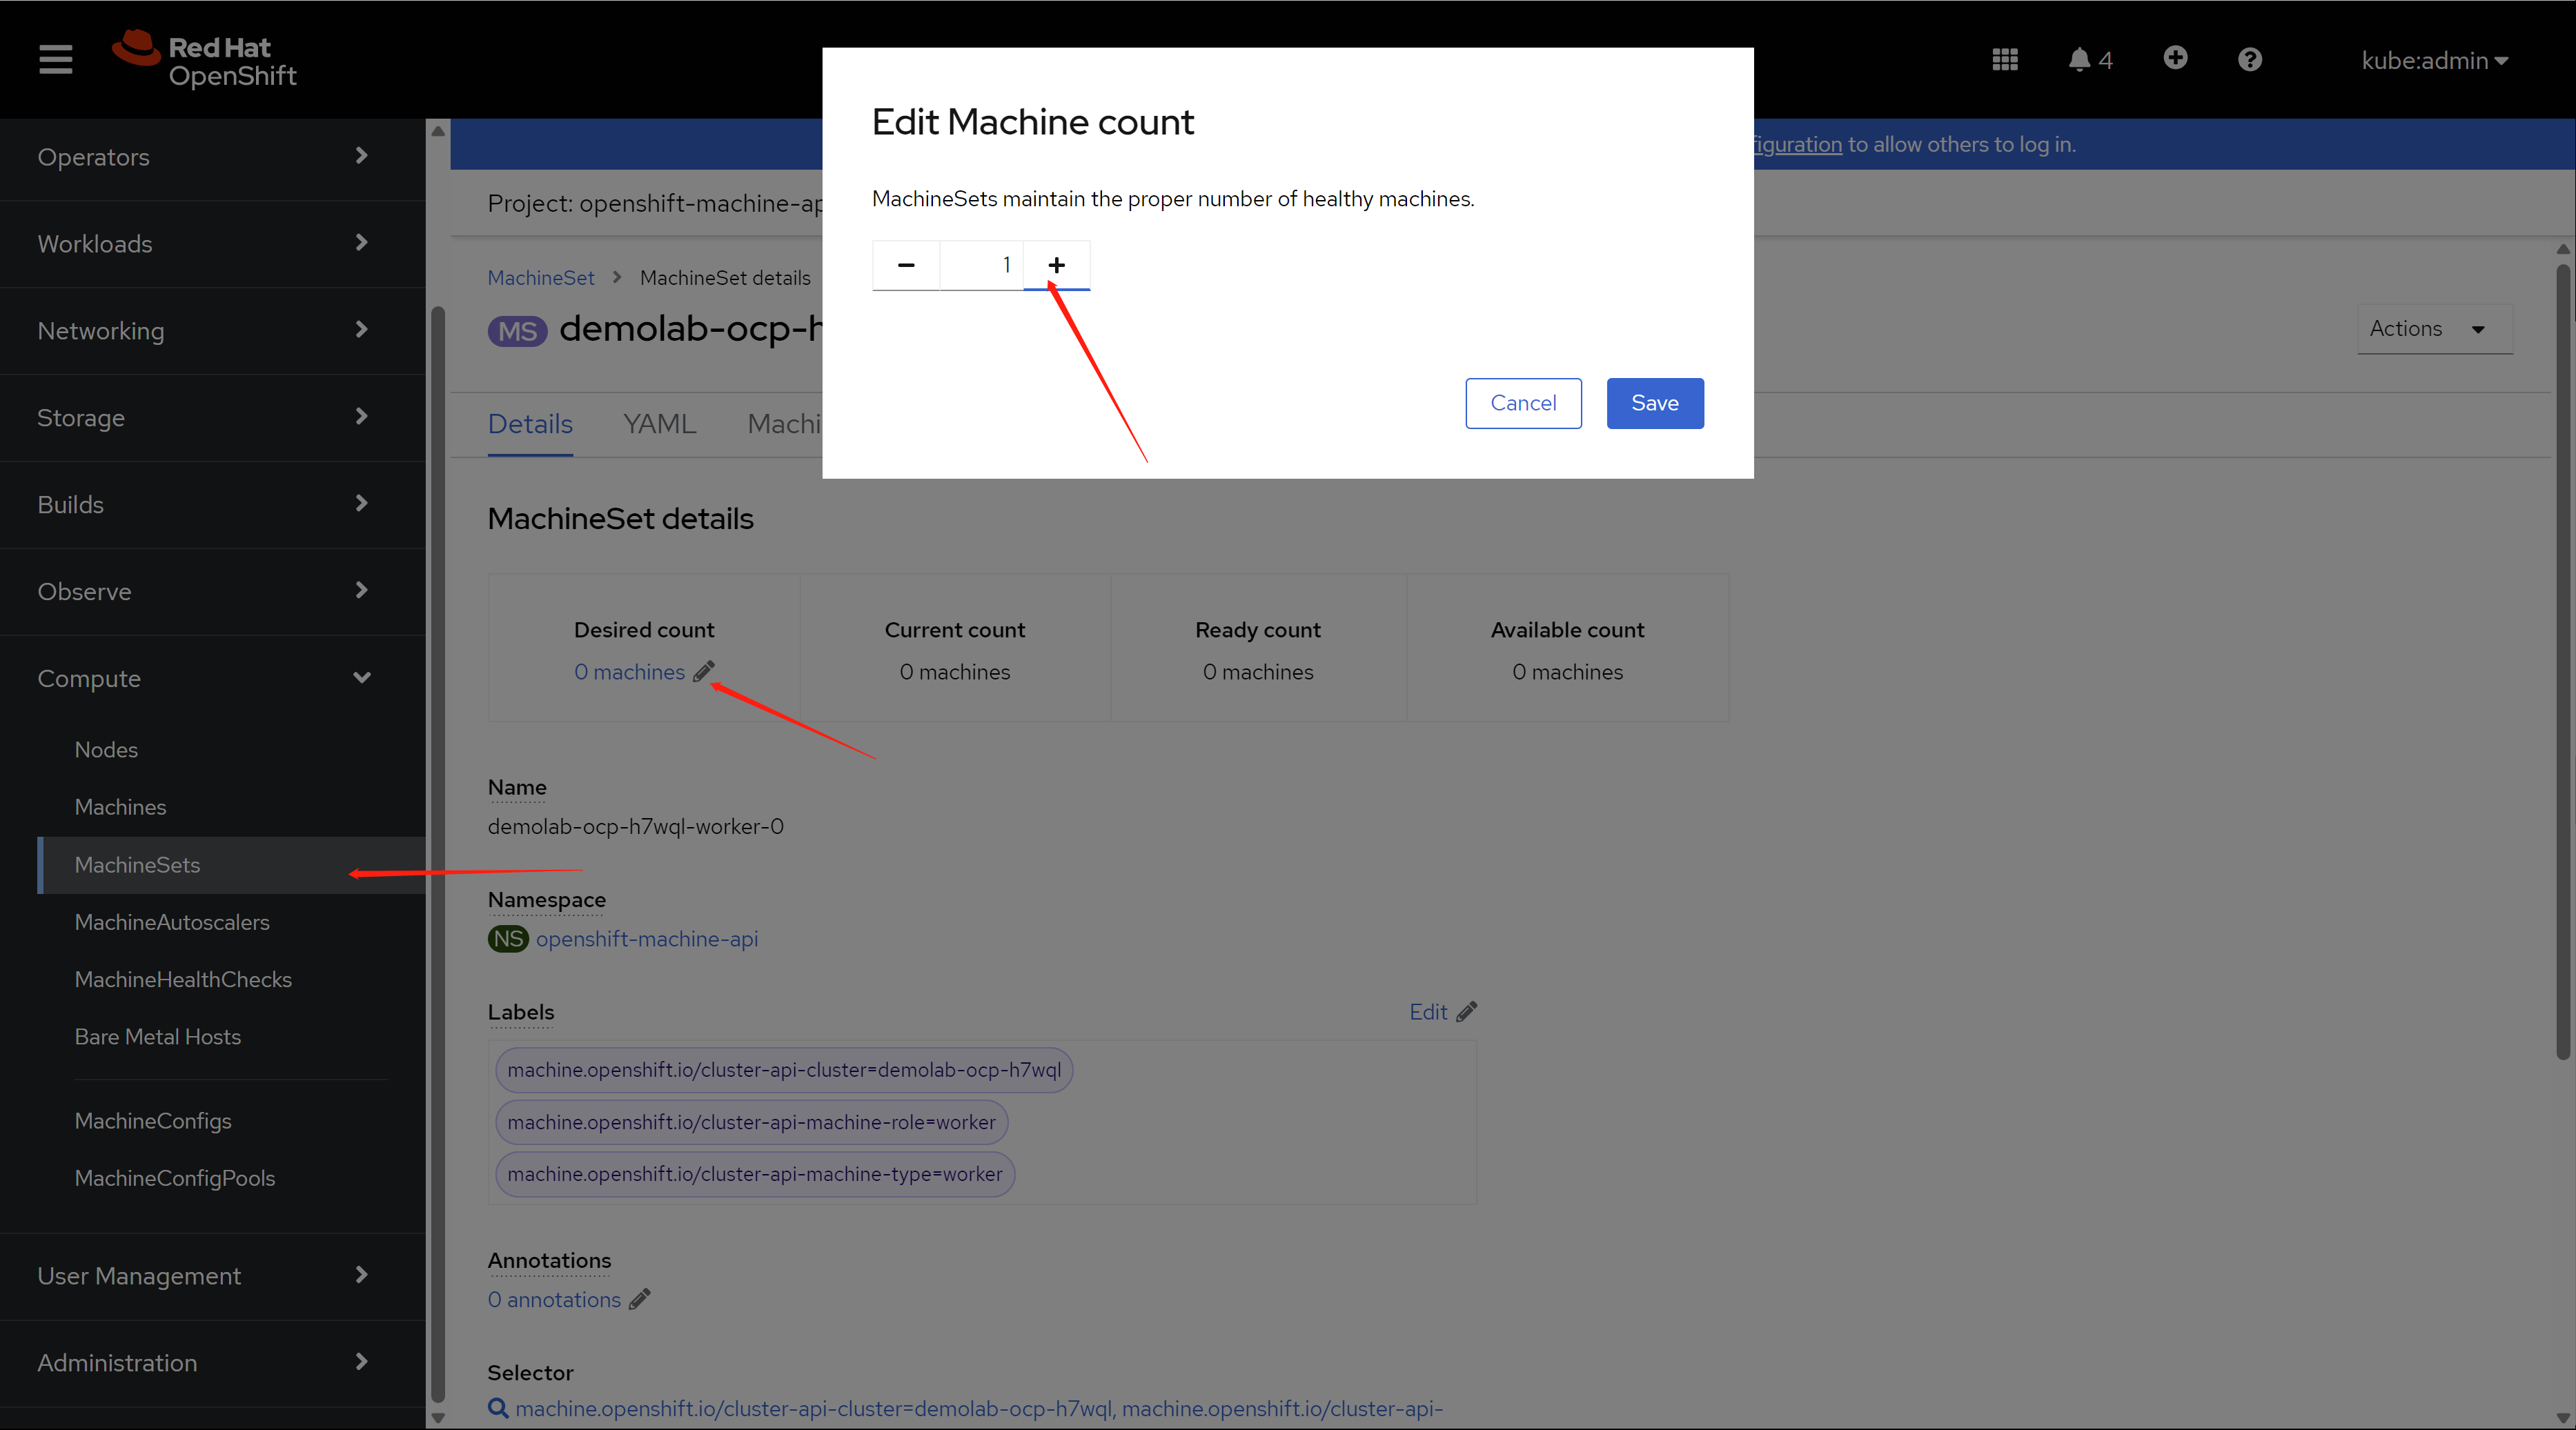 Red Hat
OpenShift
4
kube:admin
Operators
Workloads
Networking
Storage
Builds
Observe
Compute
Nodes
Machines
MachineSets
MachineAutoscalers
MachineHealthChecks
Bare Metal Hosts
MachineConfigs
MachineConfigPools
User Management
Administration
Edit Machine count
MachineSets maintain the proper number of healthy machines.
1
Cancel
Save
to allow others to log in.
Project: openshift-machine-ap
MachineSet
MachineSet details
MS demolab-ocp-h
Actions
Details YAML Machi
MachineSet details
Desired count Current count Ready count Available count
0 machines 0 machines 0 machines 0 machines
Name
demolab-ocp-h7wql-worker-0
Namespace
NS openshift-machine-api
Labels Edit
machine.openshift.io/cluster-api-cluster=demolab-ocp-h7wql
machine.openshift.io/cluster-api-machine-role=worker
machine.openshift.io/cluster-api-machine-type=worker
Annotations
0 annotations
Selector
machine.openshift.io/cluster-api-cluster=demolab-ocp-h7wql, machine.openshift.io/cluster-api-